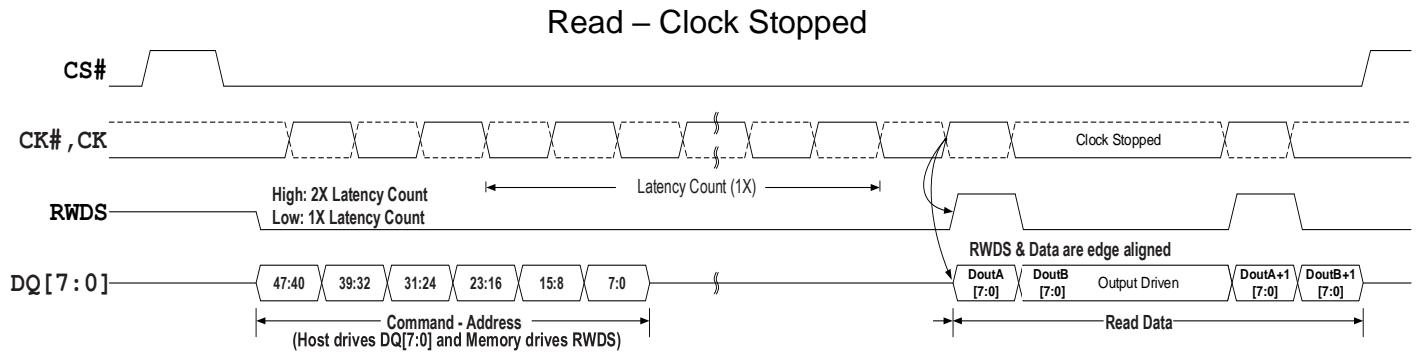 Read – Clock Stopped
CS#
CK#,CK
Clock Stopped
Latency Count (1X)
High: 2X Latency Count
Low: 1X Latency Count
RWDS
RWDS & Data are edge aligned
DQ[7:0]
47:40 39:32 31:24 23:16 15:8 7:0
DoutA [7:0]
DoutB [7:0]
Output Driven
DoutA+1 [7:0]
DoutB+1 [7:0]
Command - Address
(Host drives DQ[7:0] and Memory drives RWDS)
Read Data